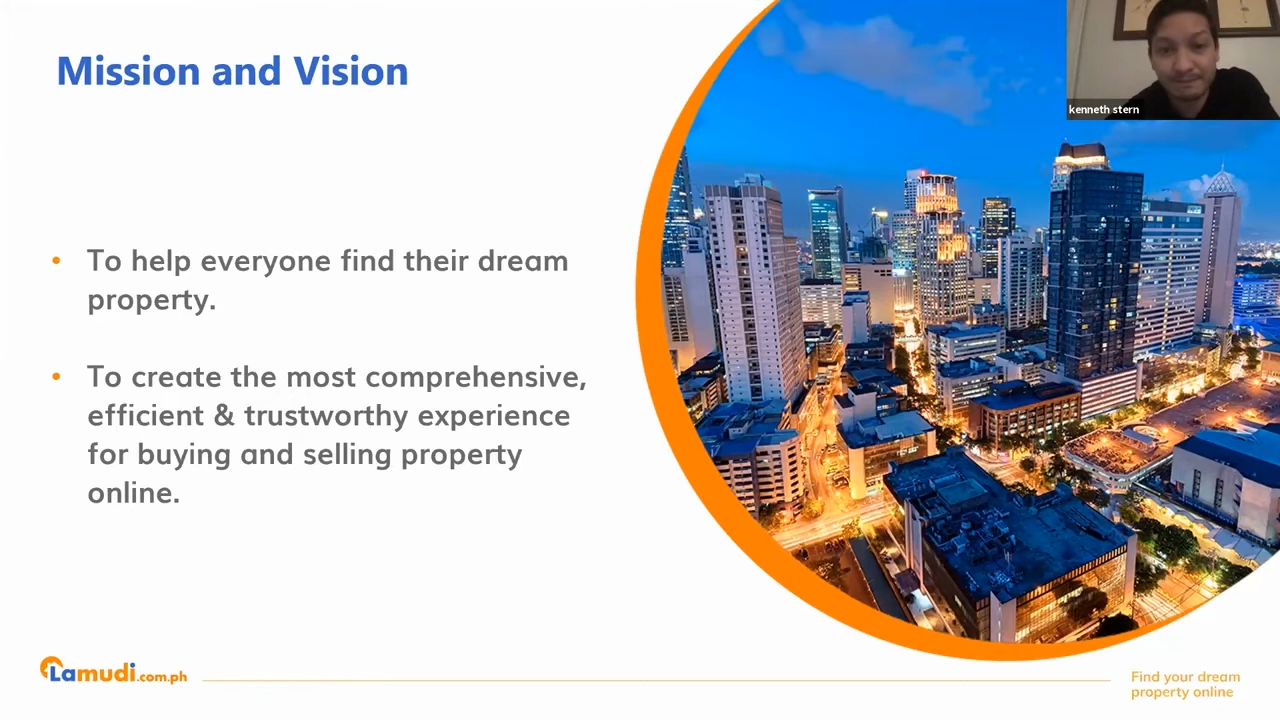 Mission and Vision
kenneth stern
• To help everyone find their dream
property.
• To create the most comprehensive,
efficient & trustworthy experience
for buying and selling property
online.
Lamudi.com.ph
Find your dream
property online